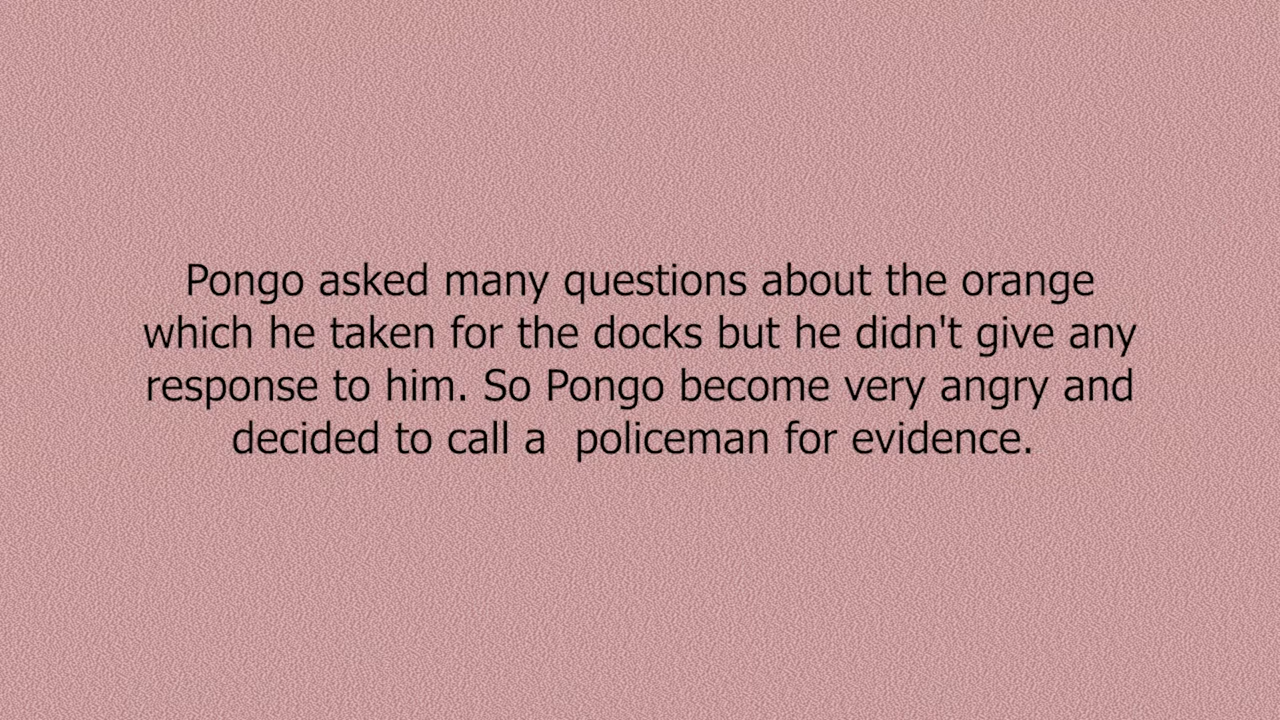 Pongo asked many questions about the orange
which he taken for the docks but he didn't give any
response to him. So Pongo become very angry and
decided to call a  policeman for evidence.